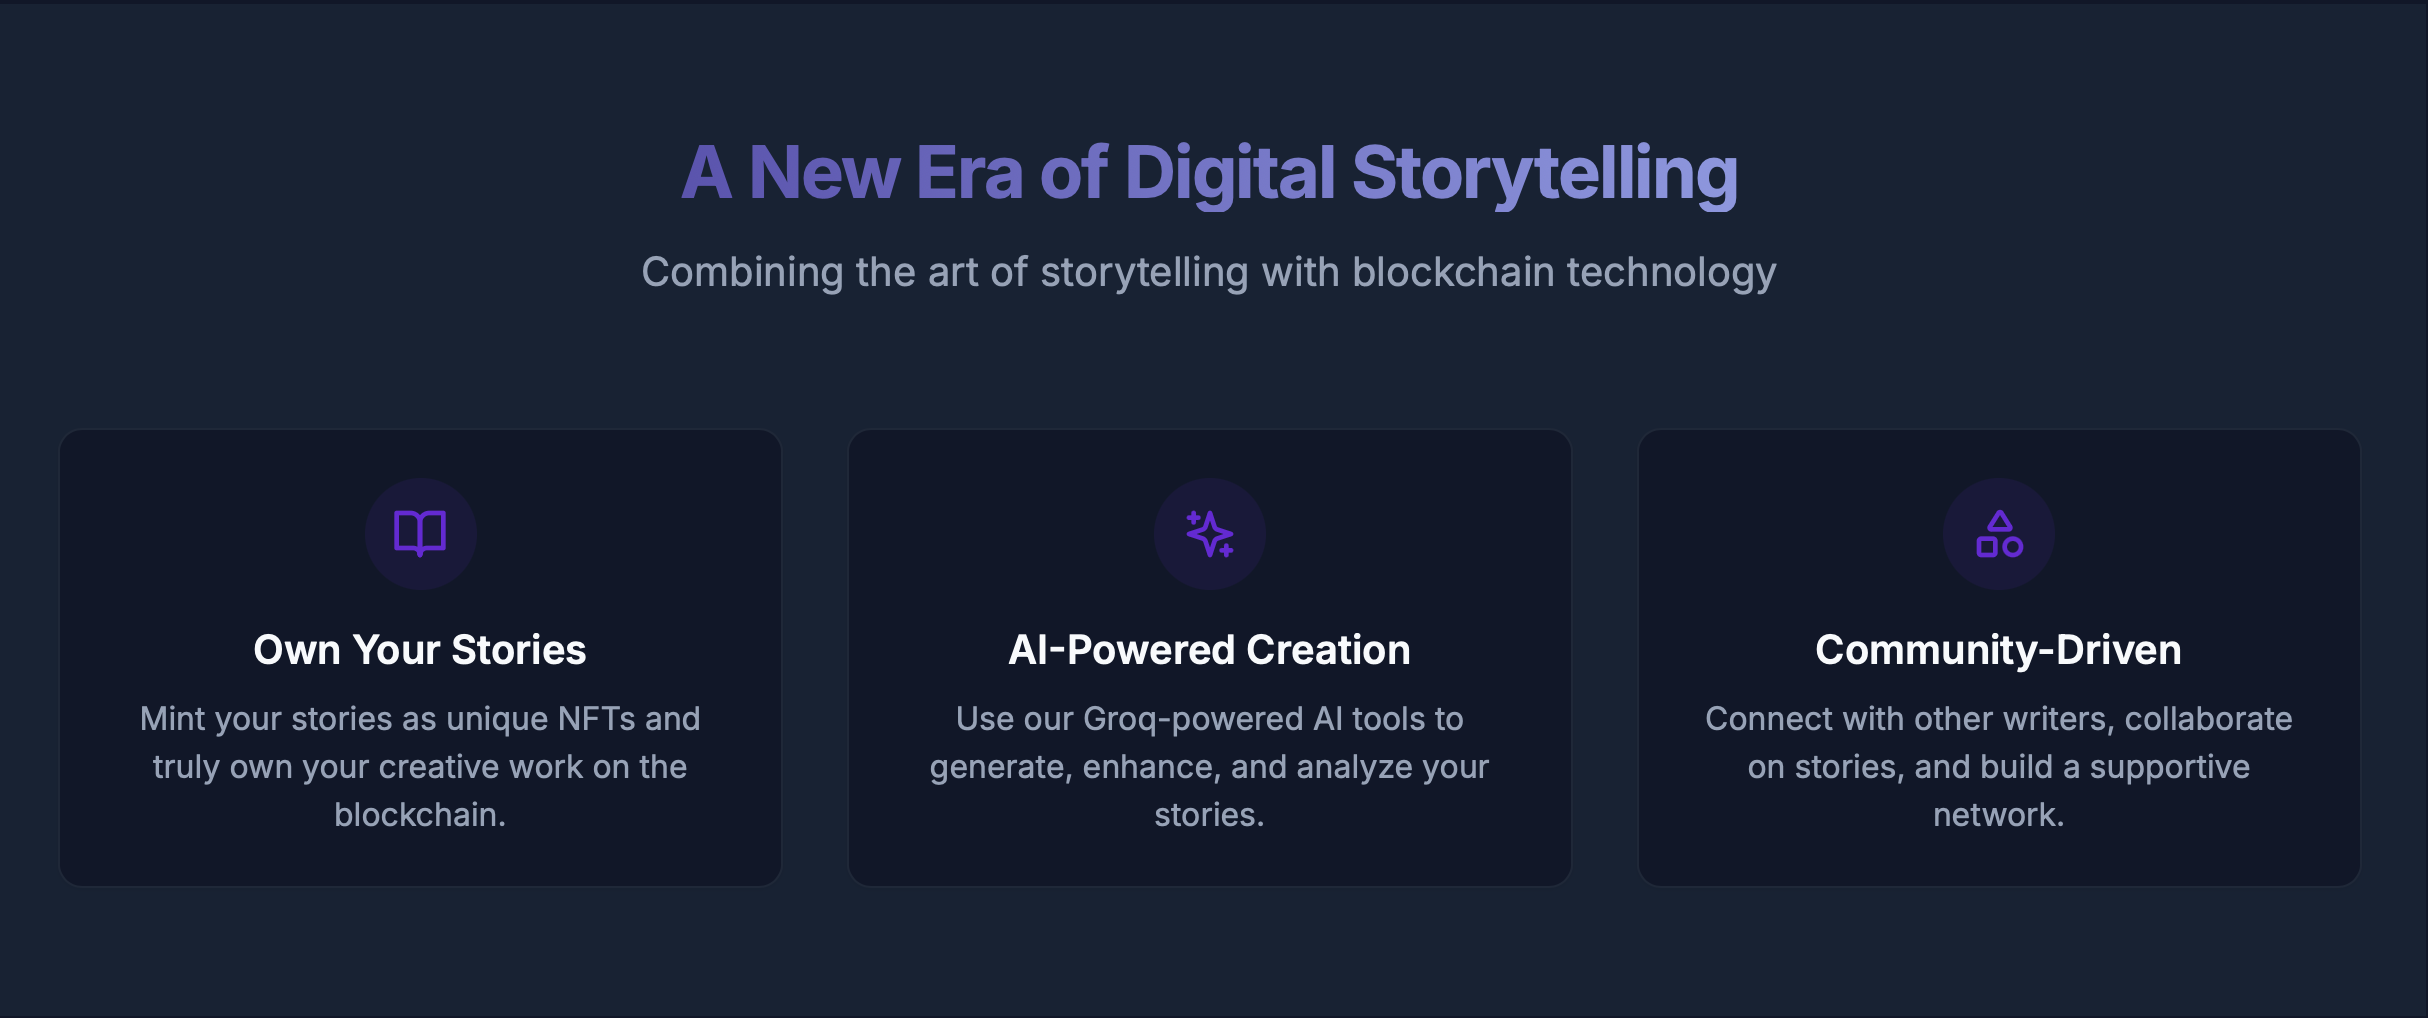 A New Era of Digital Storytelling
Combining the art of storytelling with blockchain technology
Own Your Stories
Mint your stories as unique NFTs and
truly own your creative work on the
blockchain.
AI-Powered Creation
Use our Groq-powered AI tools to
generate, enhance, and analyze your
stories.
Community-Driven
Connect with other writers, collaborate
on stories, and build a supportive
network.